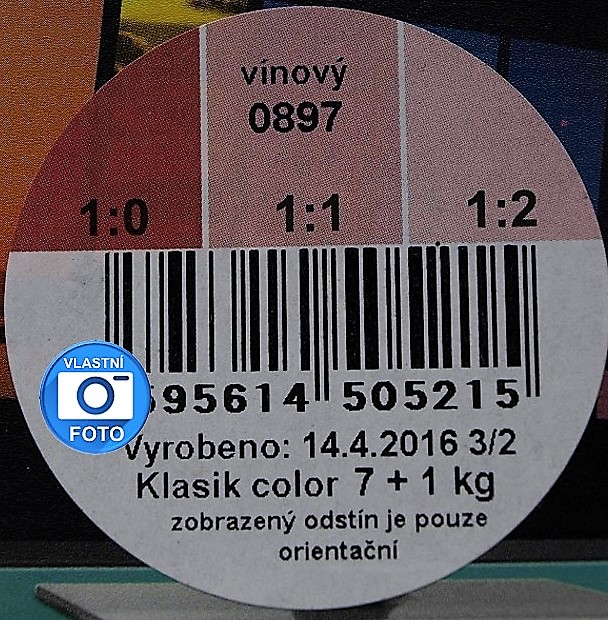 vínový
0897
1:0 1:1 1:2
595614 505215
VLASTNÍ
FOTO
Vyrobeno: 14.4.2016 3/2
Klasik color 7 + 1 kg
zobrazený odstín je pouze
orientační